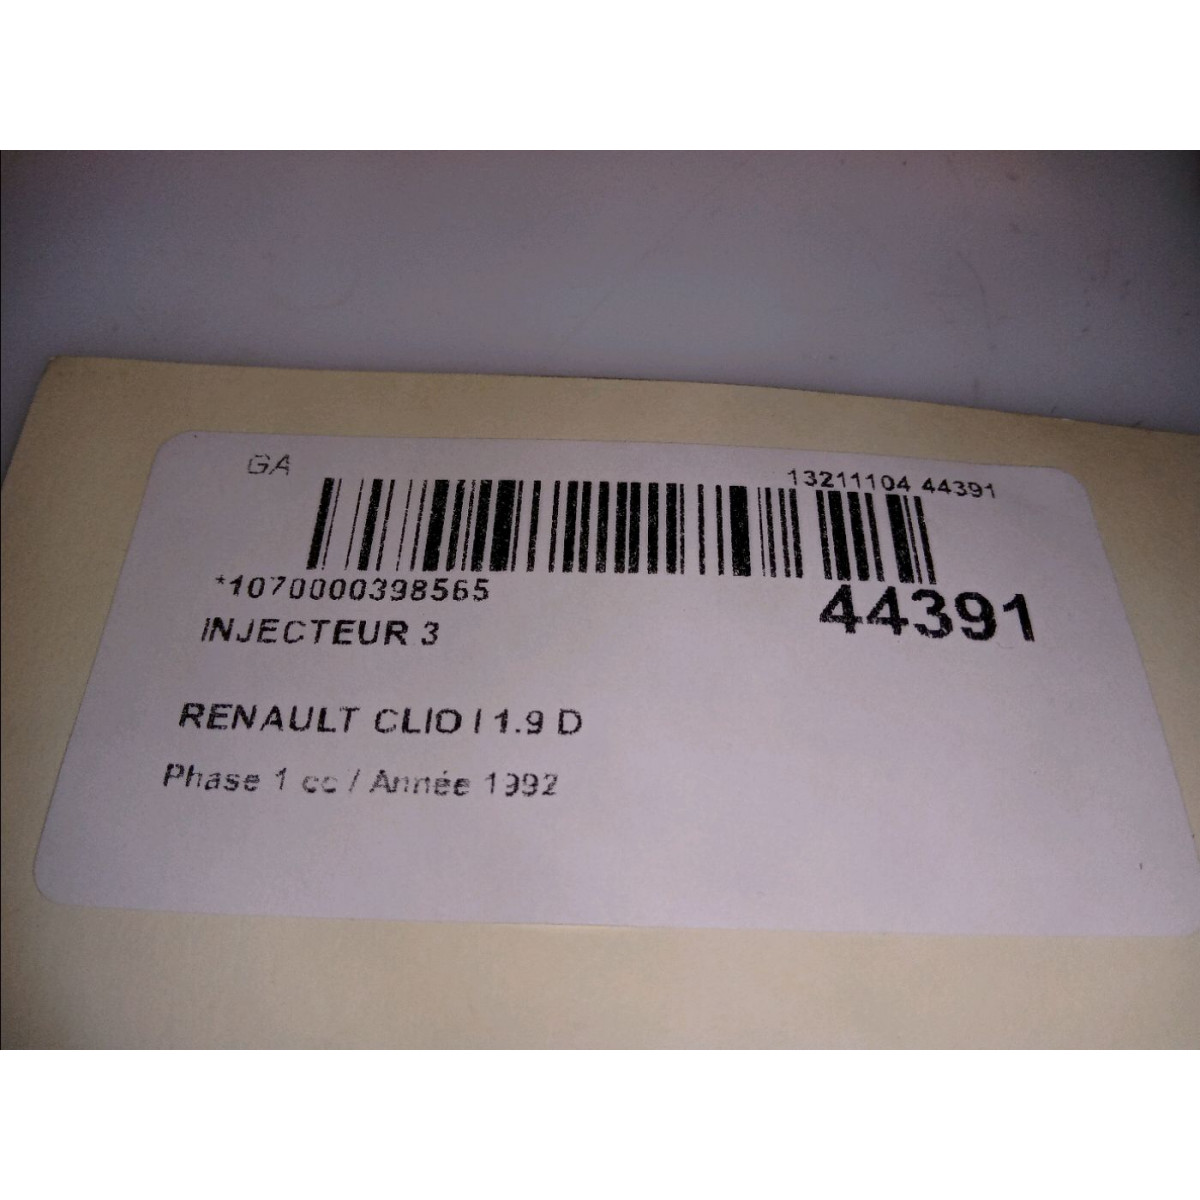 GA
13211104 44391
*1070000398565
44391
INJECTEUR 3
RENAULT CLIO I 1.9 D
Phase 1 cc / Année 1992